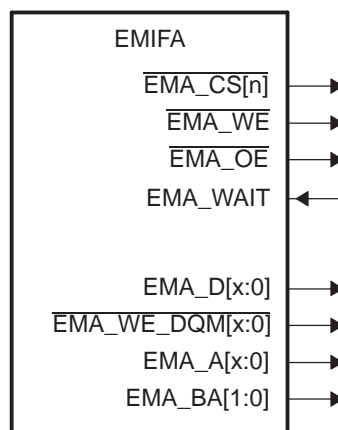 EMIFA
EMA_CS[n]
EMA_WE
EMA_OE
EMA_WAIT
EMA_D[x:0]
EMA_WE_DQM[x:0]
EMA_A[x:0]
EMA_BA[1:0]